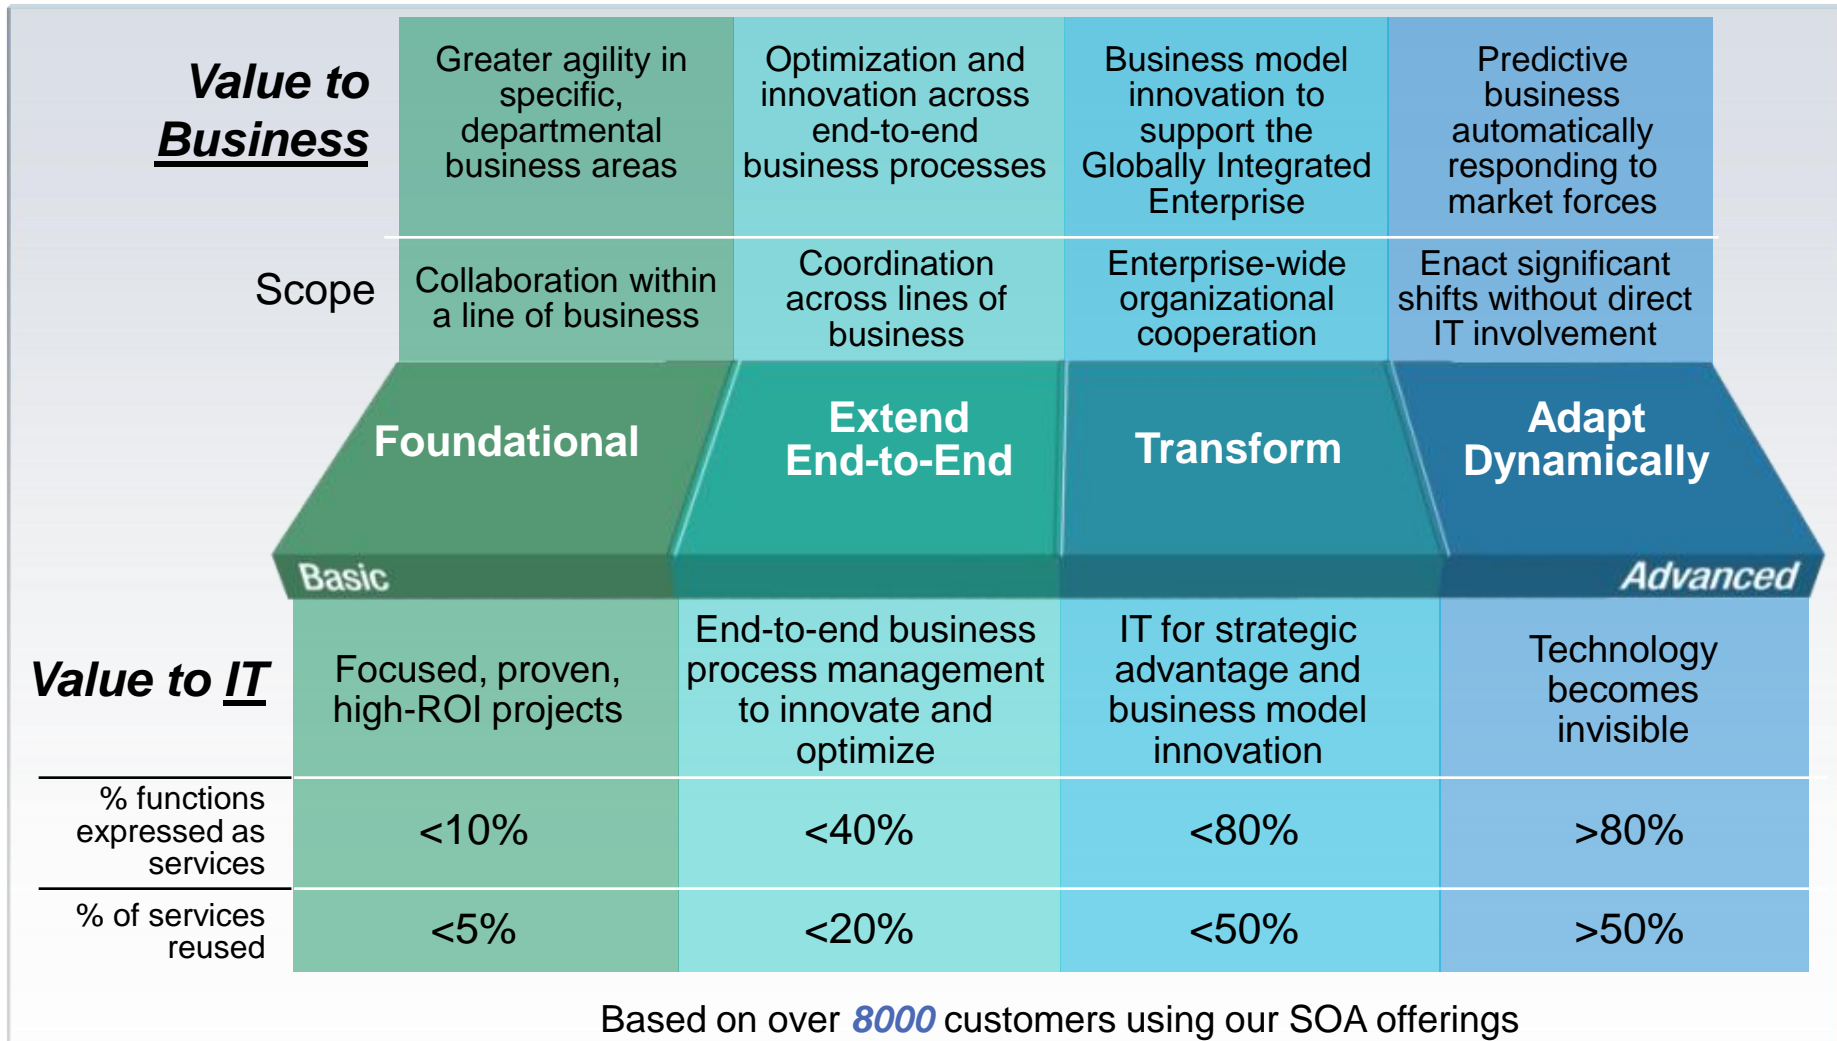 Value to
Business
Greater agility in
specific,
departmental
business areas
Optimization and
innovation across
end-to-end
business processes
Business model
innovation to
support the
Globally Integrated
Enterprise
Predictive
business
automatically
responding to
market forces
Scope
Collaboration within
a line of business
Coordination
across lines of
business
Enterprise-wide
organizational
cooperation
Enact significant
shifts without direct
IT involvement
Foundational
Extend
End-to-End
Transform
Adapt
Dynamically
Basic
Advanced
Value to IT
Focused, proven,
high-ROI projects
End-to-end business
process management
to innovate and
optimize
IT for strategic
advantage and
business model
innovation
Technology
becomes
invisible
% functions
expressed as
services
<10%
<40%
<80%
>80%
% of services
reused
<5%
<20%
<50%
>50%
Based on over 8000 customers using our SOA offerings